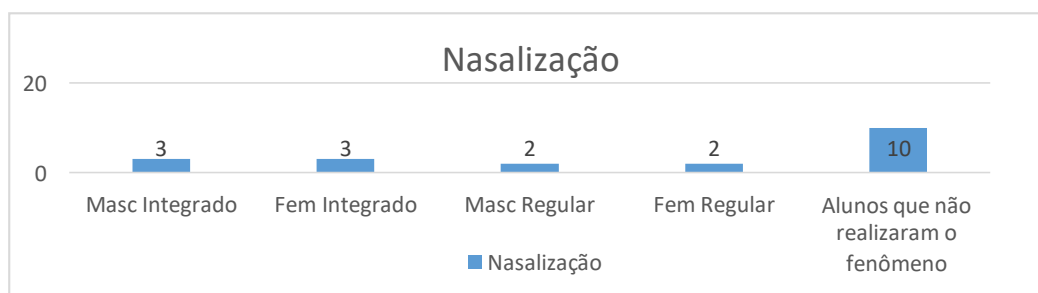 Nasalização
20
0
3
3
2
2
10
Masc Integrado
Fem Integrado
Masc Regular
Fem Regular
Alunos que não
realizaram o
fenômeno
Nasalização